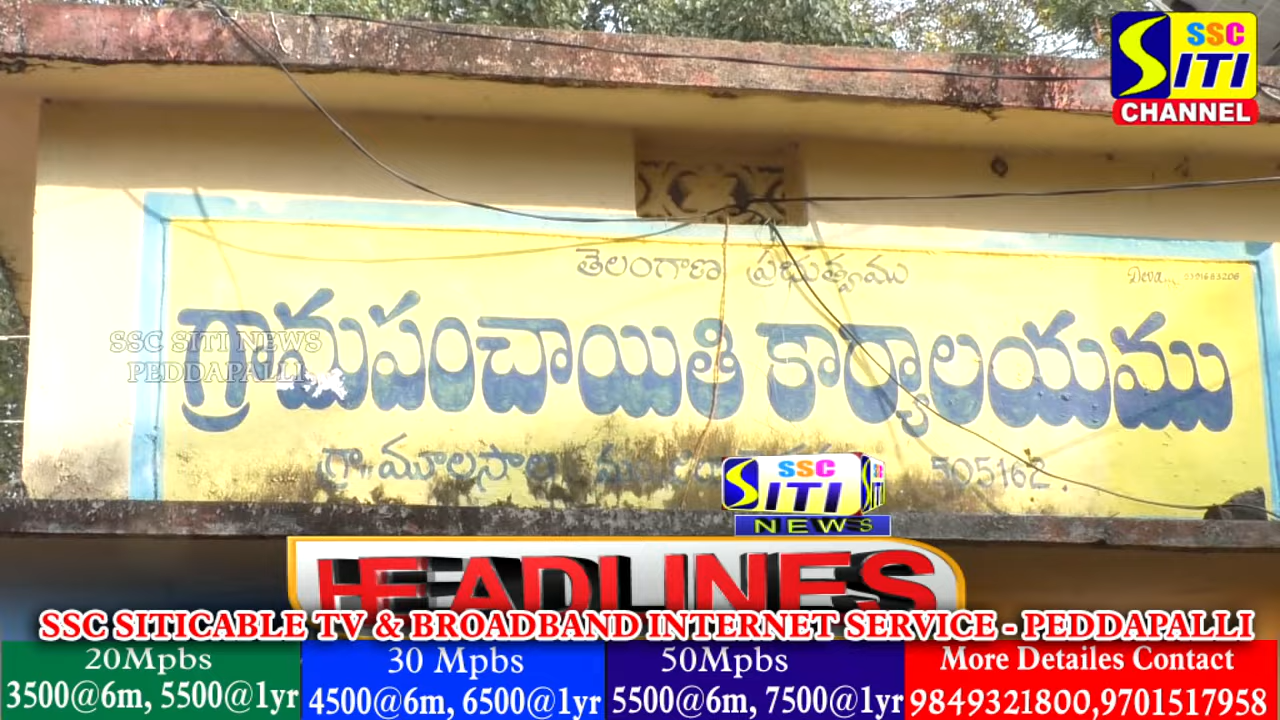 SSC
SITI
CHANNEL
తెలంగాణ ప్రభుత్వము
Deva
గ్రామపంచాయితి కార్యాలయము
SSC SITI NEWS
PEDDAPALLI
గ్రా మూలసాల 505162
SSC
SITI
NEWS
HEADLINES
SSC SITICABLE TV & BROADBAND INTERNET SERVICE - PEDDAPALLI
20Mpbs 30 Mpbs 50Mpbs More Detailes Contact
3500@6m, 5500@1yr 4500@6m, 6500@1yr 5500@6m, 7500@1yr 9849321800,9701517958